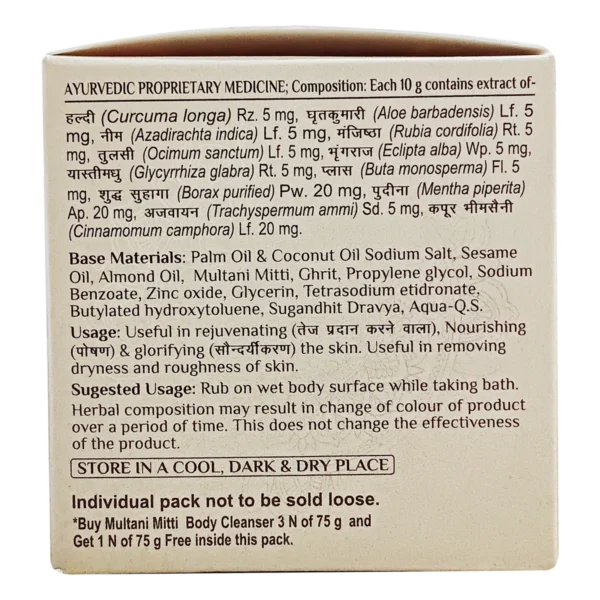 AYURVEDIC PROPRIETARY MEDICINE; Composition: Each 10 g contains extract of-
हल्दी (Curcuma longa) Rz. 5 mg, घृतकुमारी (Aloe barbadensis) Lf. 5
mg, नीम (Azadirachta indica) Lf. 5 mg, मंजिष्ठा (Rubia cordifolia) Rt. 5
mg, तुलसी (Ocimum sanctum) Lf. 5 mg, भृंगराज (Eclipta alba) Wp. 5 mg,
यास्तीमधु (Glycyrrhiza glabra) Rt. 5 mg, प्लास (Buta monosperma) Fl. 5
mg, शुद्ध सुहागा (Borax purified) Pw. 20 mg, पुदीना (Mentha piperita)
Ap. 20 mg, अजवायन (Trachyspermum ammi) Sd. 5 mg, कपूर भीमसैनी
(Cinnamomum camphora) Lf. 20 mg.
Base Materials: Palm Oil & Coconut Oil Sodium Salt, Sesame
Oil, Almond Oil, Multani Mitti, Ghrit, Propylene glycol, Sodium
Benzoate, Zinc oxide, Glycerin, Tetrasodium etidronate,
Butylated hydroxytoluene, Sugandhit Dravya, Aqua-Q.S.
Usage: Useful in rejuvenating (तेज प्रदान करने वाला), Nourishing
(पोषण) & glorifying (सौन्दर्यीकरण) the skin. Useful in removing
dryness and roughness of skin.
Sugested Usage: Rub on wet body surface while taking bath.
Herbal composition may result in change of colour of product
over a period of time. This does not change the effectiveness
of the product.
STORE IN A COOL, DARK & DRY PLACE
Individual pack not to be sold loose.
*Buy Multani Mitti Body Cleanser 3 N of 75 g and
Get 1 N of 75 g Free inside this pack.